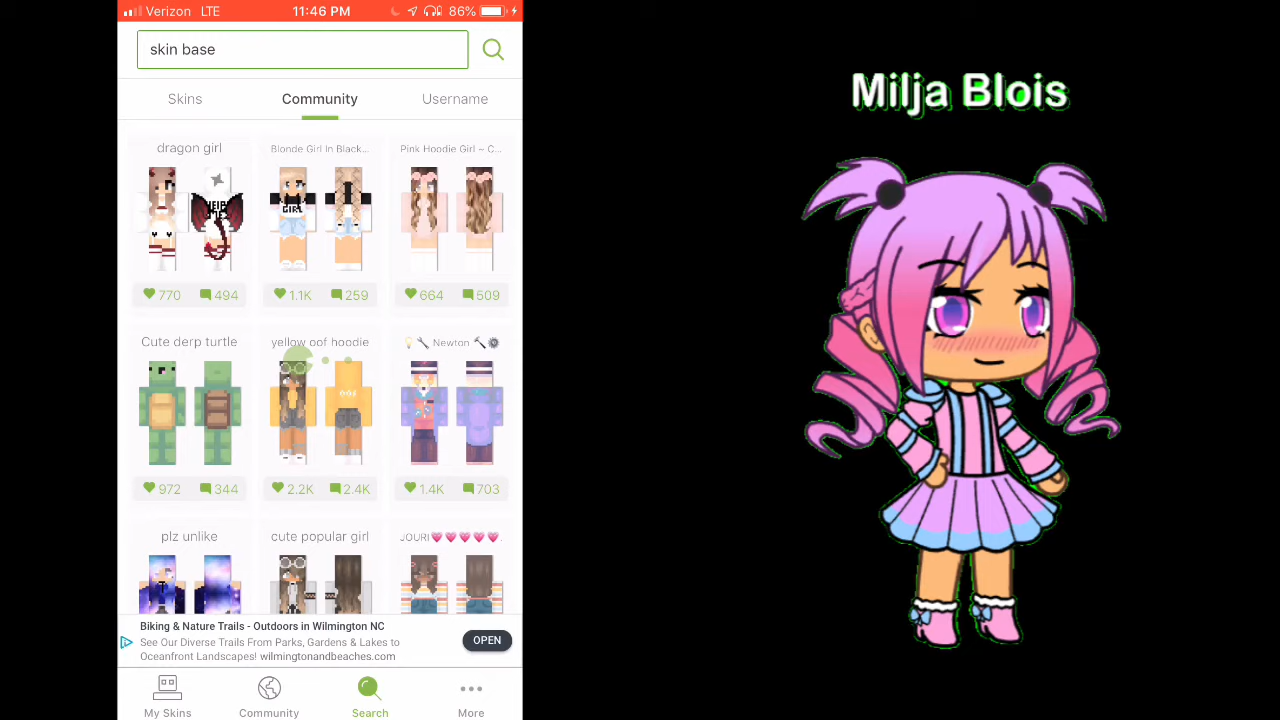 Verizon LTE 11:46 PM 86%
skin base
Skins Community Username
dragon girl
Blonde Girl In Black...
Pink Hoodie Girl – C...
GIRL
770 494
1.1K 259
664 509
Cute derp turtle
yellow oof hoodie
Newton
oos
972 344
2.2K 2.4K
1.4K 703
plz unlike
cute popular girl
JOURI
Biking & Nature Trails - Outdoors in Wilmington NC
See Our Diverse Trails From Parks, Gardens & Lakes to
Oceanfront Landscapes! wilmingtonandbeaches.com
OPEN
My Skins Community Search More
Milja Blois